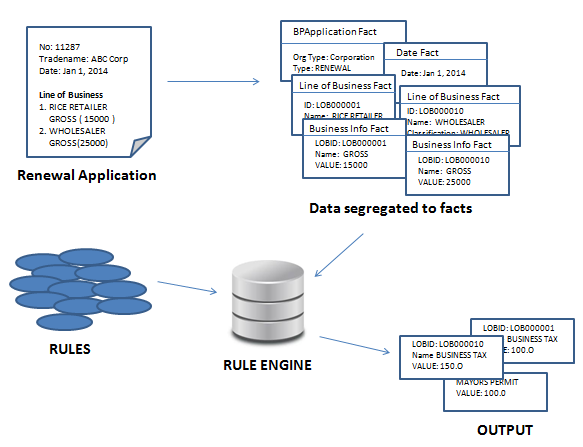 No: 11287
Tradename: ABC Corp
Date: Jan 1, 2014
Line of Business
1. RICE RETAILER
GROSS ( 15000 )
2. WHOLESALER
GROSS(25000)
Renewal Application
BPApplication Fact
Org Type: Corporation
Type: RENEWAL
Date Fact
Date: Jan 1, 2014
Line of Business Fact
ID: LOB000001
Name: RICE RETAILER
Line of Business Fact
ID: LOB000010
Name: WHOLESALER
Classification: WHOLESALER
Business Info Fact
LOBID: LOB000001
Name: GROSS
VALUE: 15000
Business Info Fact
LOBID: LOB000010
Name: GROSS
VALUE: 25000
Data segregated to facts
RULES
RULE ENGINE
LOBID: LOB000001
BUSINESS TAX
100.O
LOBID: LOB000010
Name BUSINESS TAX
VALUE: 150.O
MAYORS PERMIT
VALUE: 100.0
OUTPUT